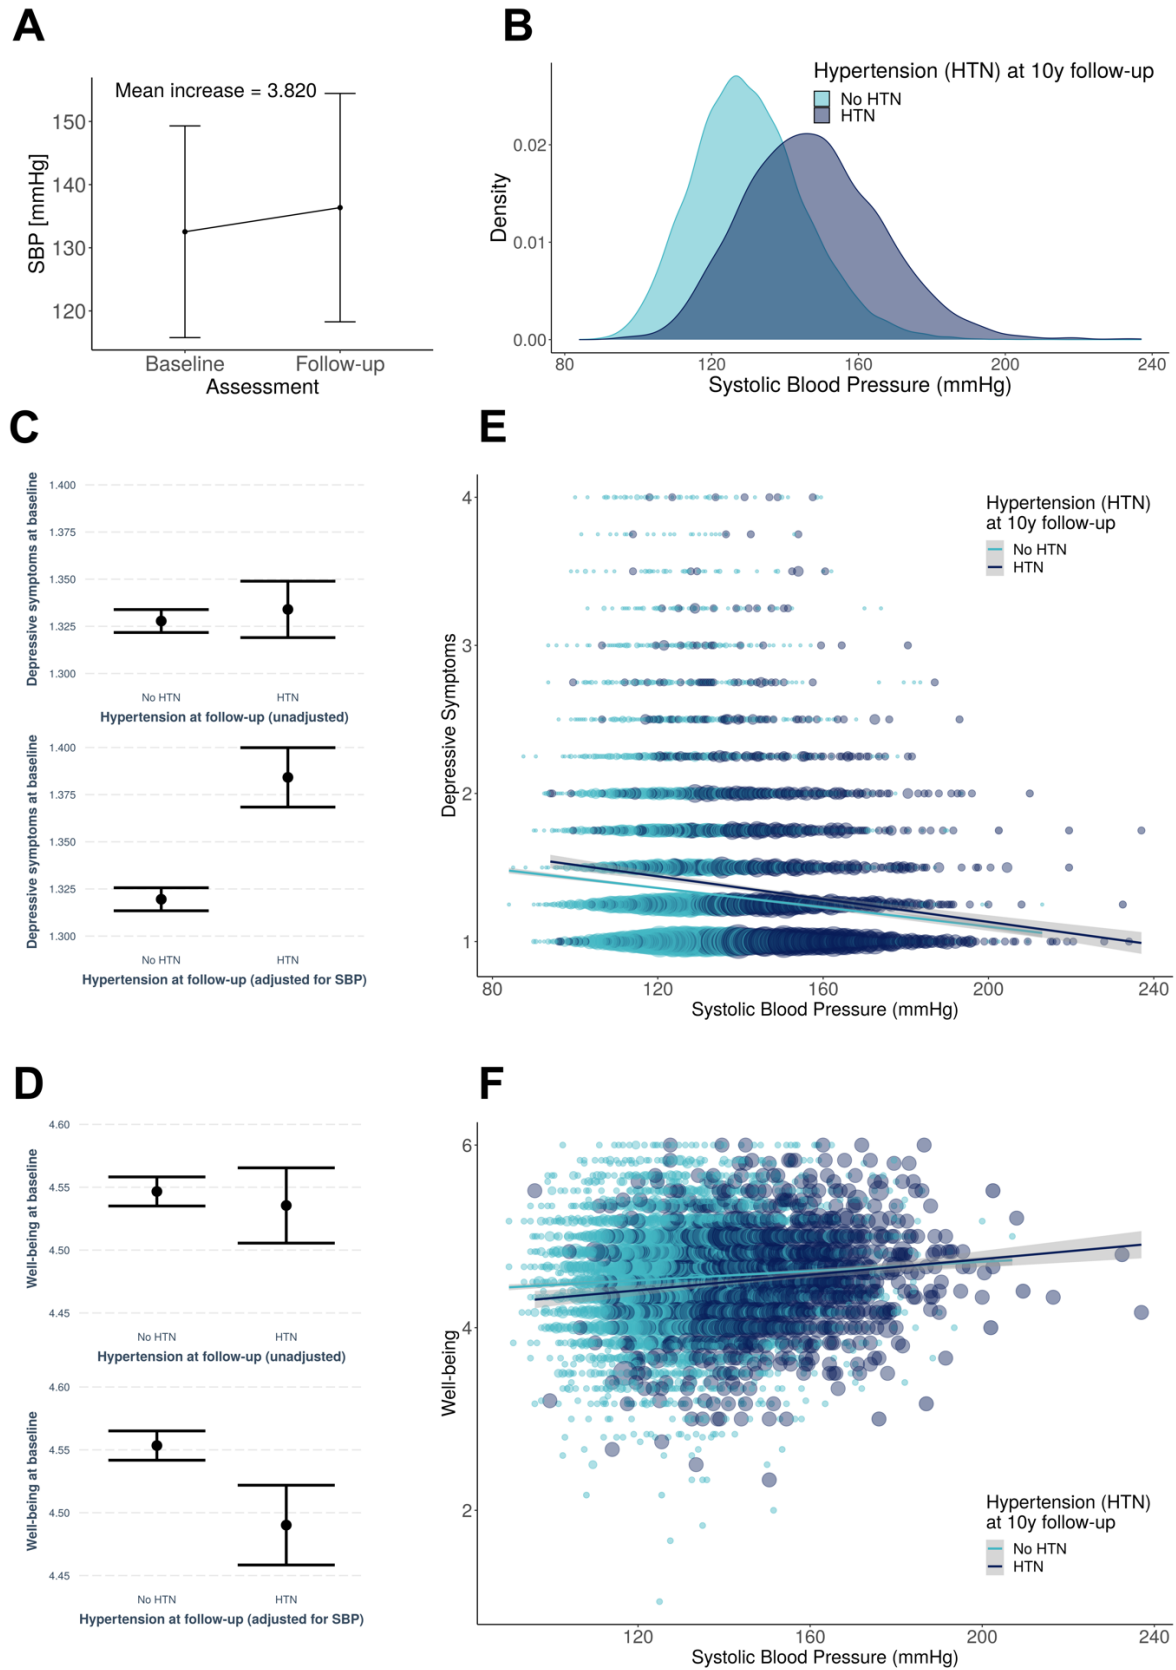 A
Mean increase = 3.820
SBP [mmHg]
150
140
130
120
Baseline
Follow-up
Assessment
B
Hypertension (HTN) at 10y follow-up
No HTN
HTN
Density
0.02
0.01
0.00
80
120
160
200
240
Systolic Blood Pressure (mmHg)
C
Depressive symptoms at baseline
1.400
1.375
1.350
1.325
1.300
No HTN
HTN
Hypertension at follow-up (unadjusted)
Depressive symptoms at baseline
1.400
1.375
1.350
1.325
1.300
No HTN
HTN
Hypertension at follow-up (adjusted for SBP)
E
Depressive Symptoms
4
3
2
1
Hypertension (HTN)
at 10y follow-up
No HTN
HTN
80
120
160
200
240
Systolic Blood Pressure (mmHg)
D
Well-being at baseline
4.60
4.55
4.50
4.45
No HTN
HTN
Hypertension at follow-up (unadjusted)
Well-being at baseline
4.60
4.55
4.50
4.45
No HTN
HTN
Hypertension at follow-up (adjusted for SBP)
F
Well-being
6
4
2
Hypertension (HTN)
at 10y follow-up
No HTN
HTN
120
160
200
240
Systolic Blood Pressure (mmHg)